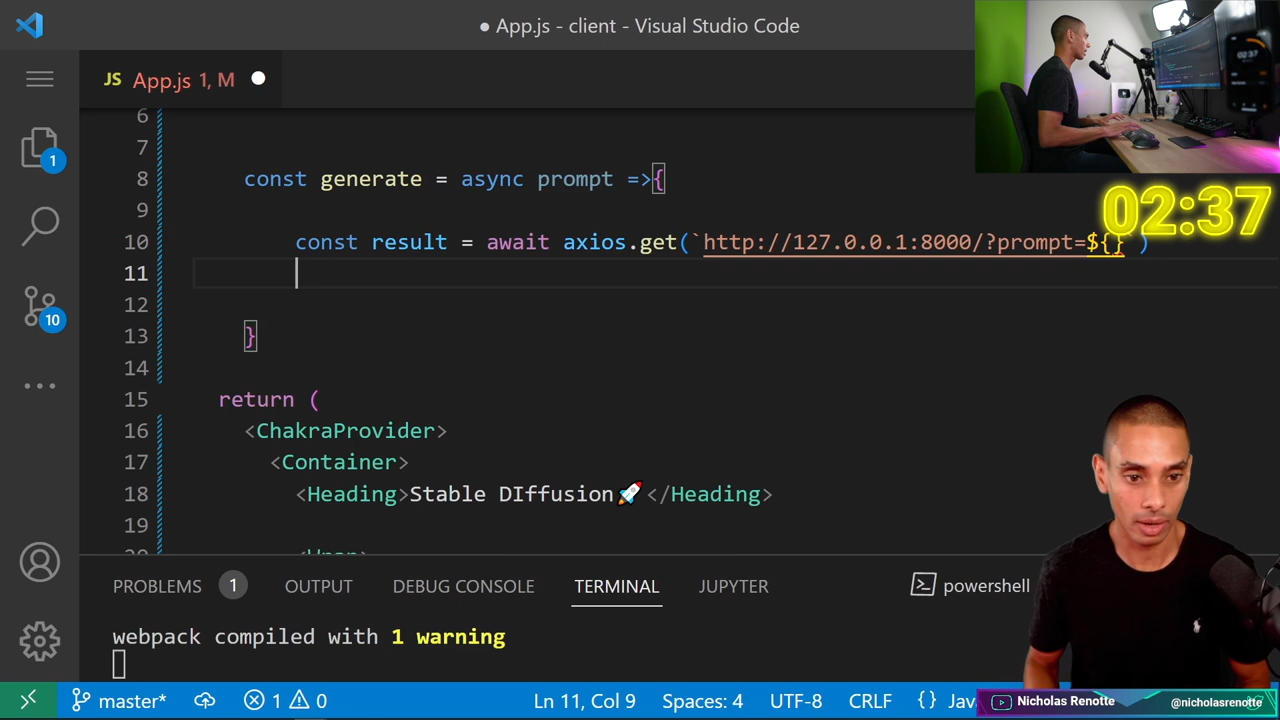 ● App.js - client - Visual Studio Code
JS App.js 1, M
02:37
6
7
8 const generate = async prompt =>{
9
10 const result = await axios.get(`http://127.0.0.1:8000/?prompt=${}`)
11
12
13 }
14
15 return (
16 <ChakraProvider>
17 <Container>
18 <Heading>Stable DIffusion🚀</Heading>
19
20 <Wrap>
1
10
PROBLEMS 1 OUTPUT DEBUG CONSOLE TERMINAL JUPYTER powershell
webpack compiled with 1 warning
master* 1 0 Ln 11, Col 9 Spaces: 4 UTF-8 CRLF {}
Nicholas Renotte @nicholasrenotte